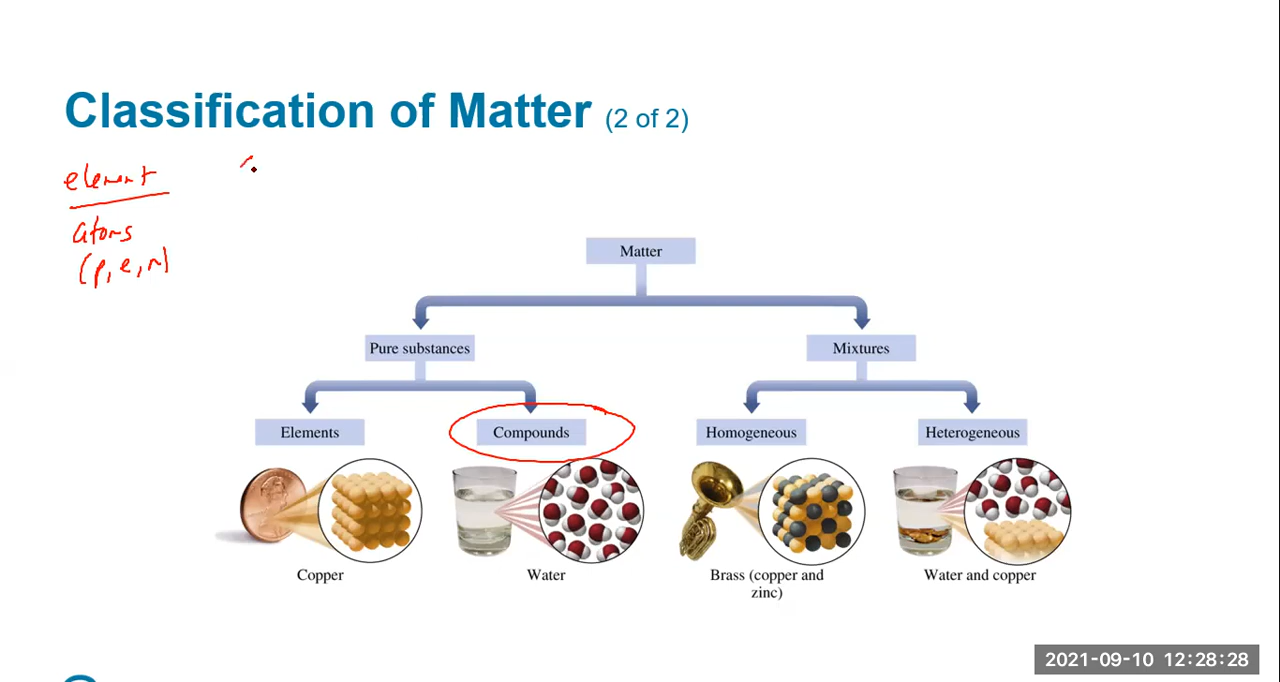 Classification of Matter (2 of 2)
element
atoms
(p, e, n)
Matter
Pure substances
Mixtures
Elements
Compounds
Homogeneous
Heterogeneous
Copper
Water
Brass (copper and
zinc)
Water and copper
2021-09-10 12:28:28